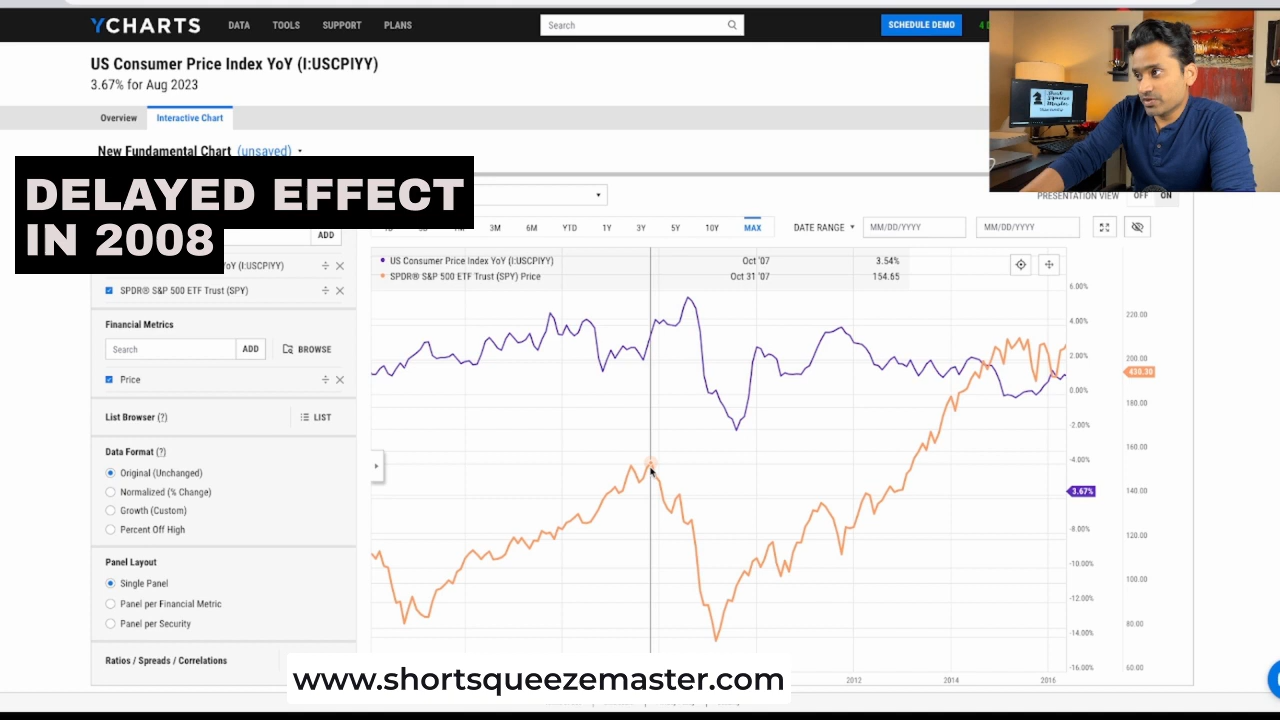 YCHARTS
DATA TOOLS SUPPORT PLANS
Search
SCHEDULE DEMO
US Consumer Price Index YoY (I:USCPIYY)
3.67% for Aug 2023
Overview Interactive Chart
New Fundamental Chart (unsaved)
DELAYED EFFECT
IN 2008
PRESENTATION VIEW OFF ON
3M 6M YTD 1Y 3Y 5Y 10Y MAX DATE RANGE MM/DD/YYYY MM/DD/YYYY
ADD
YoY (I:USCPIYY)
SPDR® S&P 500 ETF Trust (SPY)
Financial Metrics
Search ADD BROWSE
Price
List Browser (?) LIST
Data Format (?)
Original (Unchanged)
Normalized (% Change)
Growth (Custom)
Percent Off High
Panel Layout
Single Panel
Panel per Financial Metric
Panel per Security
Ratios / Spreads / Correlations
US Consumer Price Index YoY (I:USCPIYY) Oct '07 3.54%
SPDR® S&P 500 ETF Trust (SPY) Price Oct 31 '07 154.65
6.00%
4.00%
2.00%
0.00%
-2.00%
-4.00%
3.67%
-8.00%
-10.00%
-12.00%
-14.00%
-16.00%
220.00
200.00
430.30
180.00
160.00
140.00
120.00
100.00
80.00
60.00
2012 2014 2016
www.shortsqueezemaster.com
Short
Squeeze
Master